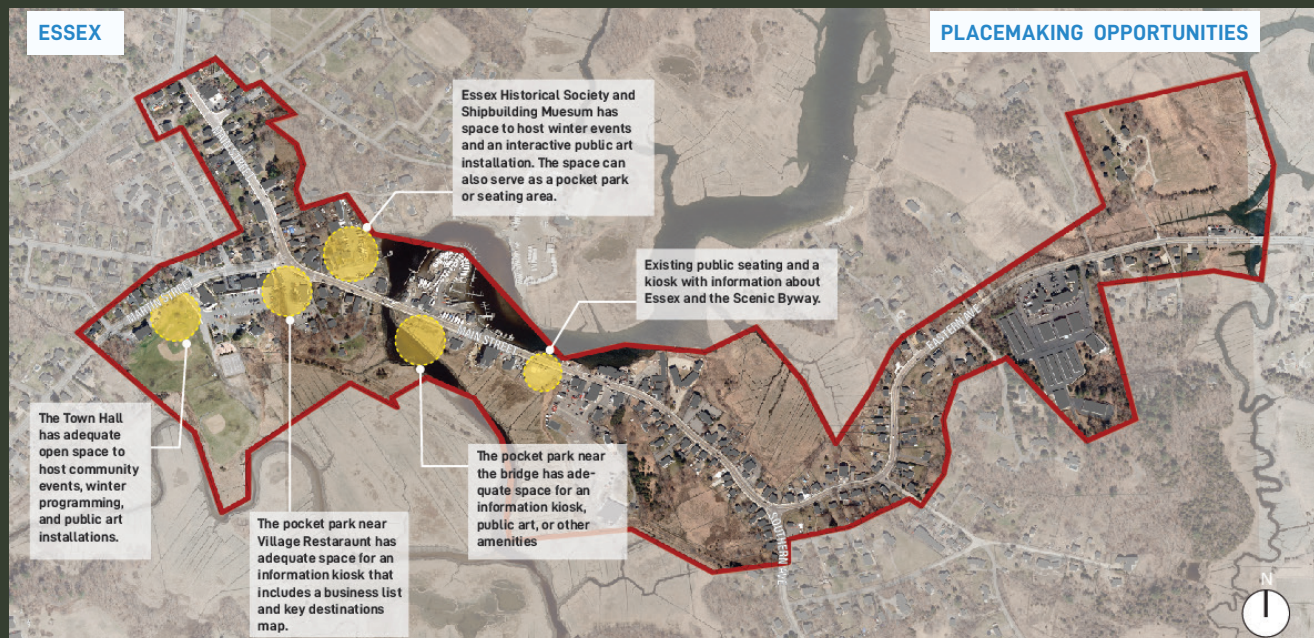 ESSEX
PLACEMAKING OPPORTUNITIES
Essex Historical Society and
Shipbuilding Muesum has
space to host winter events
and an interactive public art
installation. The space can
also serve as a pocket park
or seating area.
Existing public seating and a
kiosk with information about
Essex and the Scenic Byway.
MARTIN STREET
MAIN STREET
EASTERN AVE
SOUTHERN AVE
The Town Hall
has adequate
open space to
host community
events, winter
programming,
and public art
installations.
The pocket park near
Village Restaraunt has
adequate space for an
information kiosk that
includes a business list
and key destinations
map.
The pocket park near
the bridge has ade-
quate space for an
information kiosk,
public art, or other
amenities
N